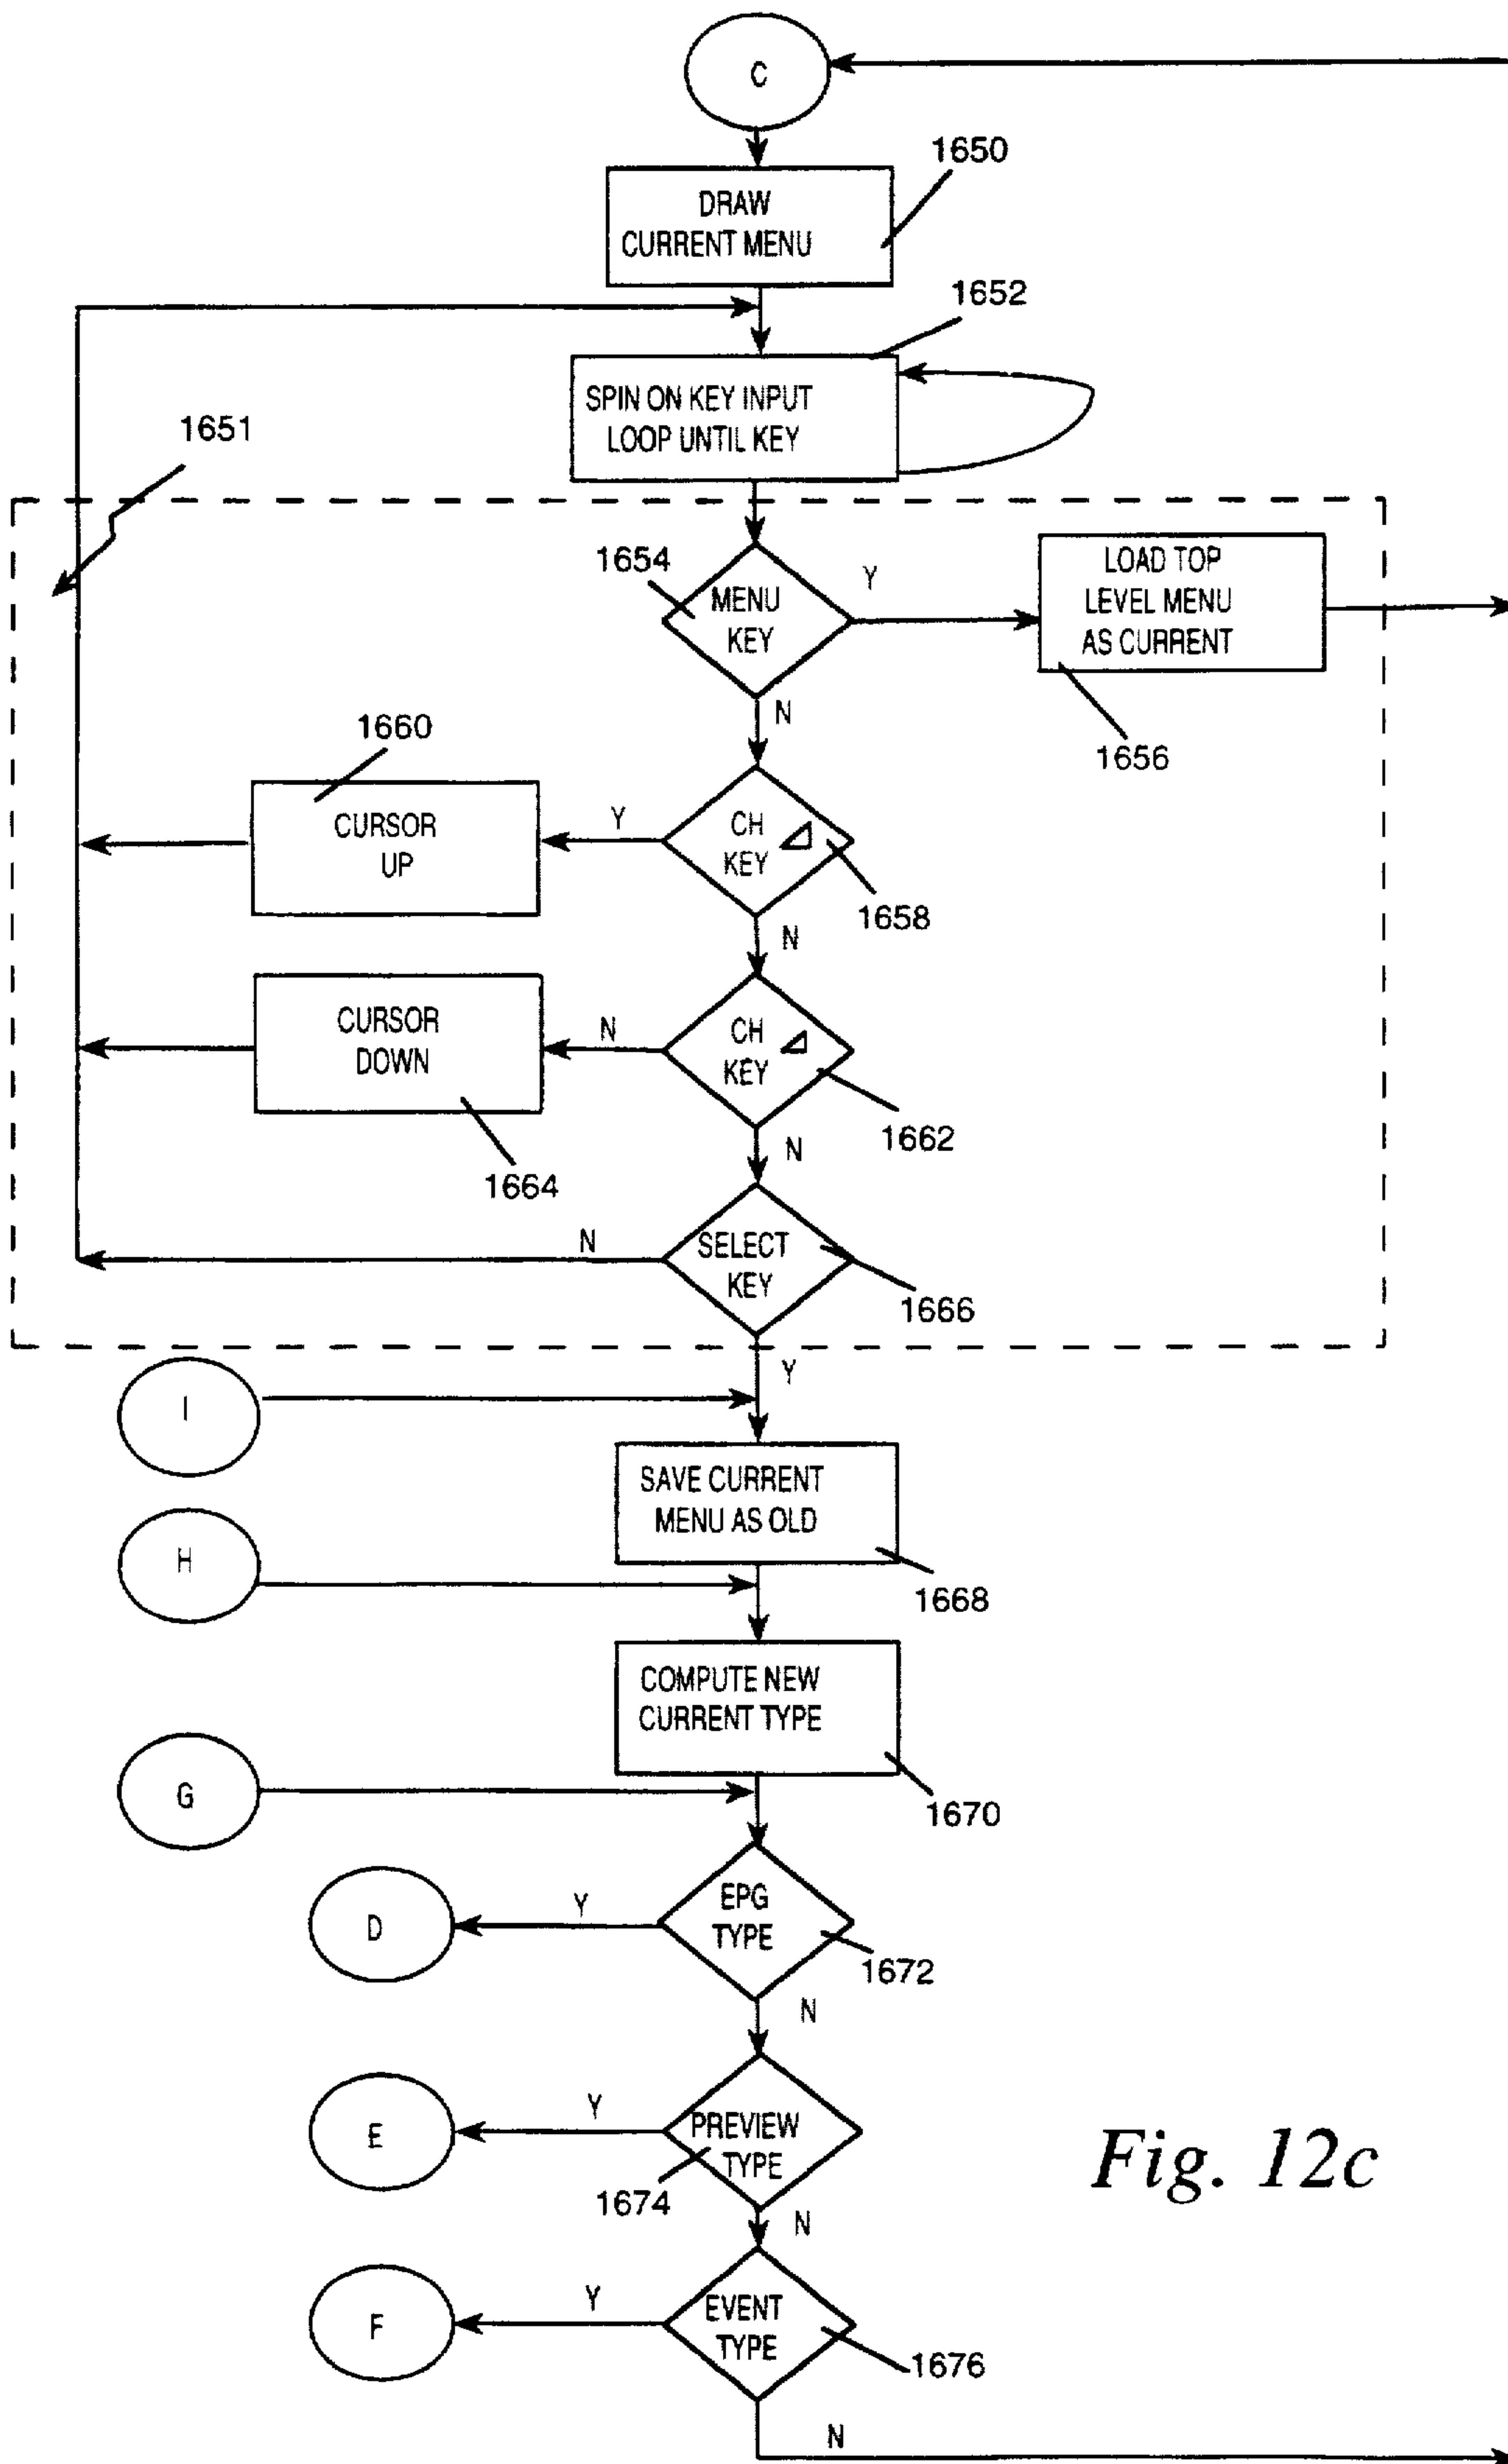 C
1650
DRAW
CURRENT MENU
1652
SPIN ON KEY INPUT
LOOP UNTIL KEY
1651
1654
MENU
KEY
Y
LOAD TOP
LEVEL MENU
AS CURRENT
1656
N
1660
CURSOR
UP
Y
CH
KEY
1658
N
CURSOR
DOWN
N
CH
KEY
1662
1664
N
N
SELECT
KEY
1666
Y
I
SAVE CURRENT
MENU AS OLD
H
1668
COMPUTE NEW
CURRENT TYPE
G
1670
D
Y
EPG
TYPE
1672
N
E
Y
PREVIEW
TYPE
1674
N
Fig. 12c
F
Y
EVENT
TYPE
1676
N